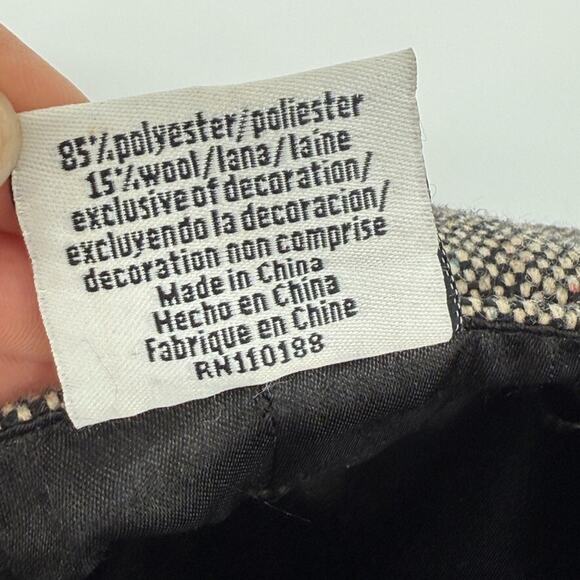 85%polyester/poliester
15%wool/lana/laine
exclusive of decoration/
excluyendo la decoracion/
decoration non comprise
Made in China
Hecho en China
Fabrique en Chine
RN110188